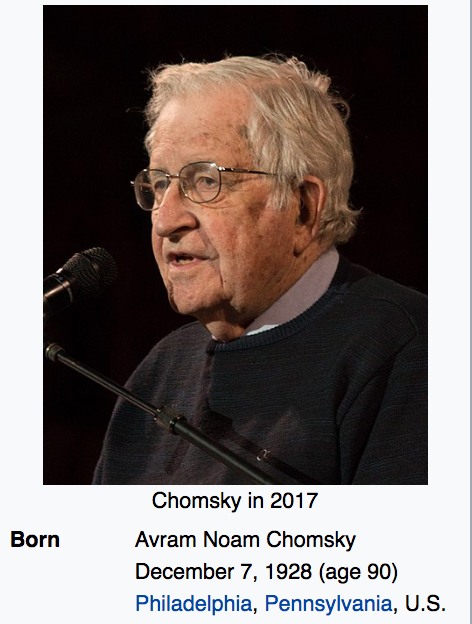 Chomsky in 2017
Born Avram Noam Chomsky
December 7, 1928 (age 90)
Philadelphia, Pennsylvania, U.S.